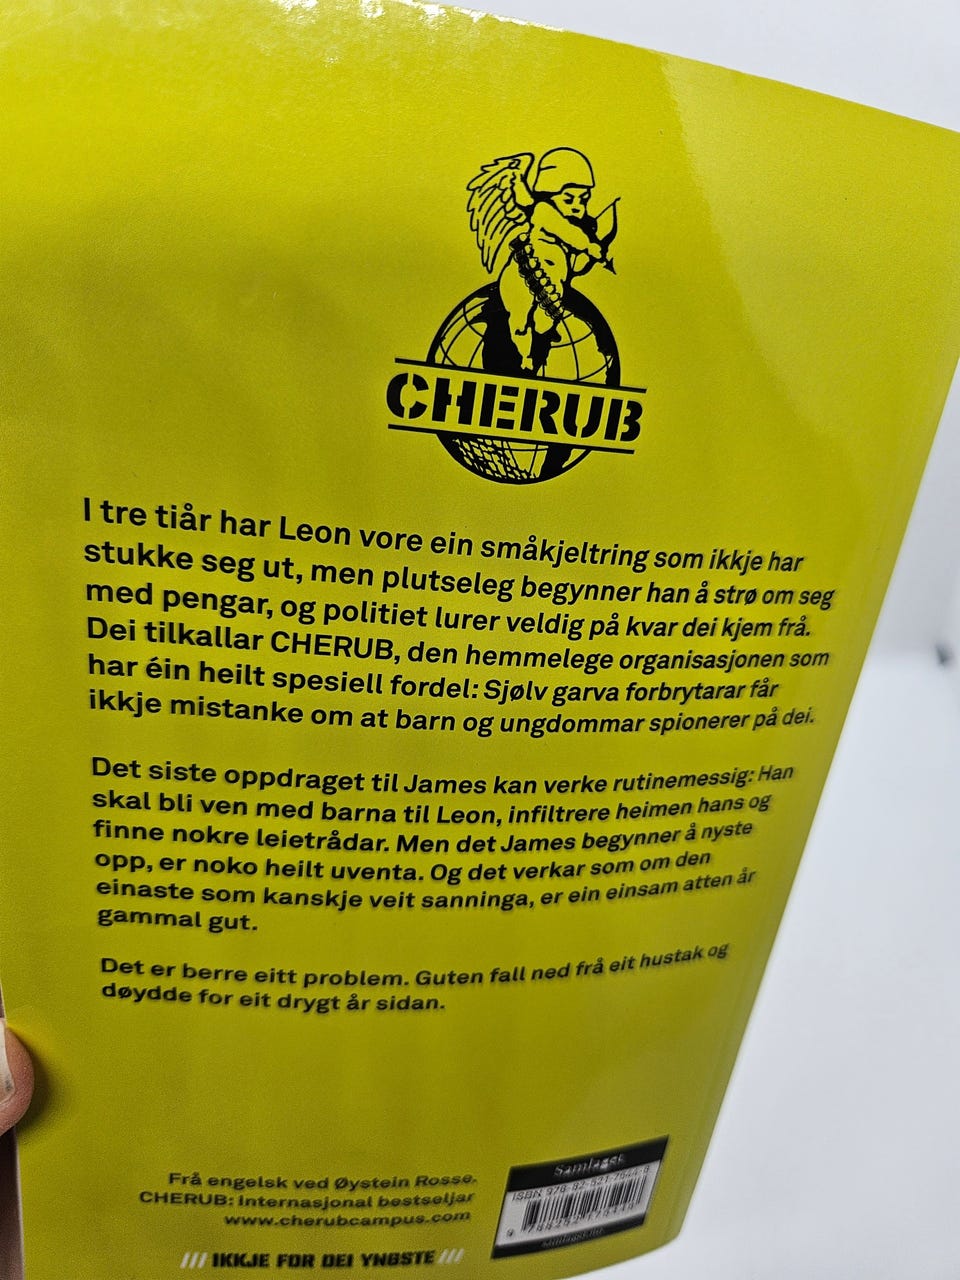 CHERUB
I tre tiår har Leon vore ein småkjeltring som ikkje har
stukke seg ut, men plutseleg begynner han å strø om seg
med pengar, og politiet lurer veldig på kvar dei kjem frå.
Dei tilkallar CHERUB, den hemmelege organisasjonen som
har éin heilt spesiell fordel: Sjølv garva forbrytarar får
ikkje mistanke om at barn og ungdommar spionerer på dei.
Det siste oppdraget til James kan verke rutinemessig: Han
skal bli ven med barna til Leon, infiltrere heimen hans og
finne nokre leietrådar. Men det James begynner å nyste
opp, er noko heilt uventa. Og det verkar som om den
einaste som kanskje veit sanninga, er ein einsam atten år
gammal gut.
Det er berre eitt problem. Guten fall ned frå eit hustak og
døydde for eit drygt år sidan.
Frå engelsk ved Øystein Rosse.
CHERUB: Internasjonal bestseljar
www.cherubcampus.com
/// IKKJE FOR DEI YNGSTE ///
Samlaget
ISBN